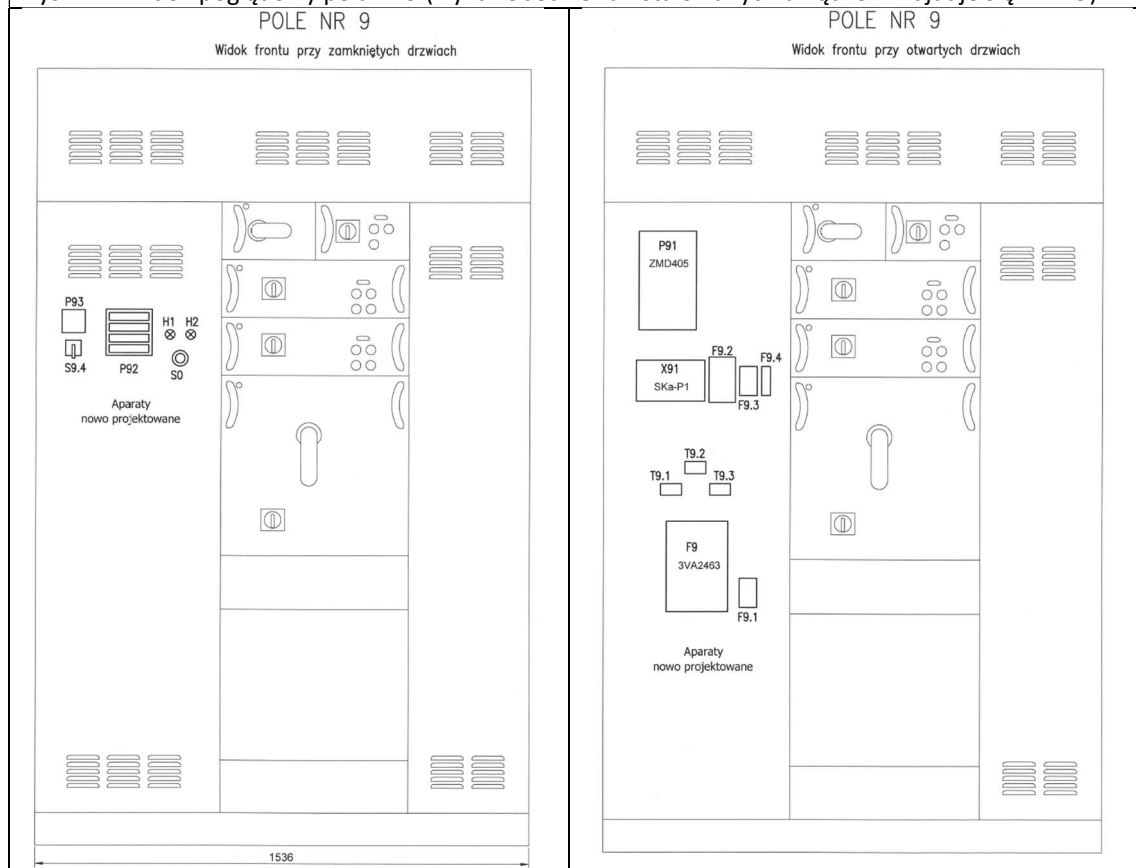 POLE NR 9
Widok frontu przy zamkniętych drzwiach
P93
H1 H2
S9.4
P92
S0
Aparaty
nowo projektowane
1536
POLE NR 9
Widok frontu przy otwartych drzwiach
P91
ZMD405
X91
SKa-P1
F9.2
F9.4
F9.3
T9.2
T9.1
T9.3
F9
3VA2463
F9.1
Aparaty
nowo projektowane